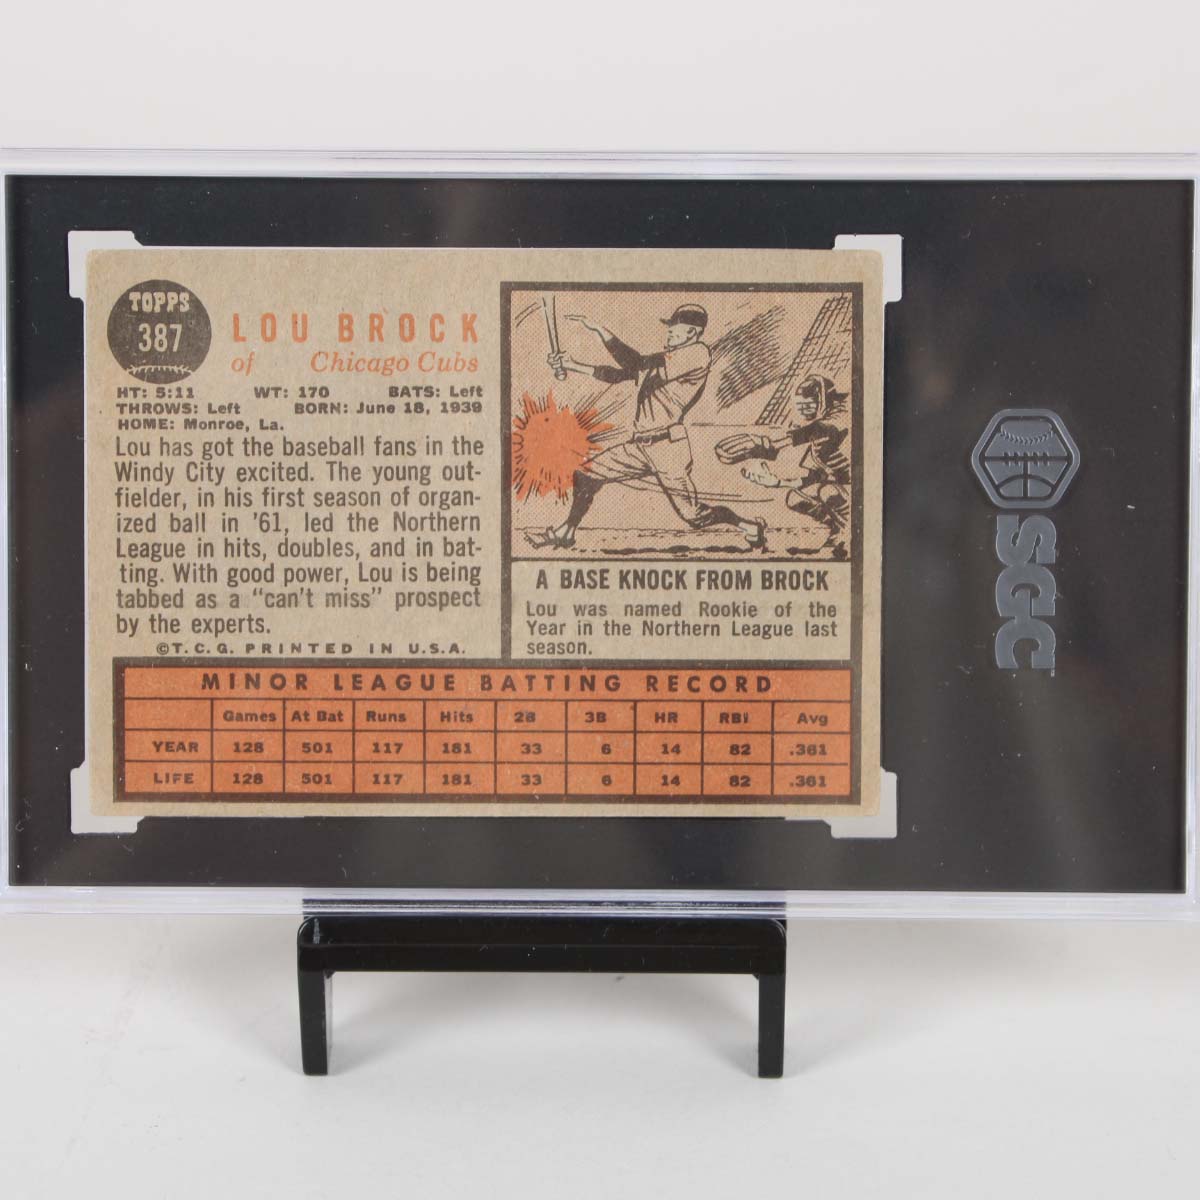 TOPPS
387
LOU BROCK
of Chicago Cubs
HT: 5:11 WT: 170 BATS: Left
THROWS: Left BORN: June 18, 1939
HOME: Monroe, La.
Lou has got the baseball fans in the
Windy City excited. The young out-
fielder, in his first season of organ-
ized ball in '61, led the Northern
League in hits, doubles, and in bat-
ting. With good power, Lou is being
tabbed as a "can't miss" prospect
by the experts.
©T.C.G. PRINTED IN U.S.A.
A BASE KNOCK FROM BROCK
Lou was named Rookie of the
Year in the Northern League last
season.
MINOR LEAGUE BATTING RECORD
Games At Bat Runs Hits 2B 3B HR RBI Avg
YEAR 128 501 117 181 33 6 14 82 .361
LIFE 128 501 117 181 33 6 14 82 .361
SGC